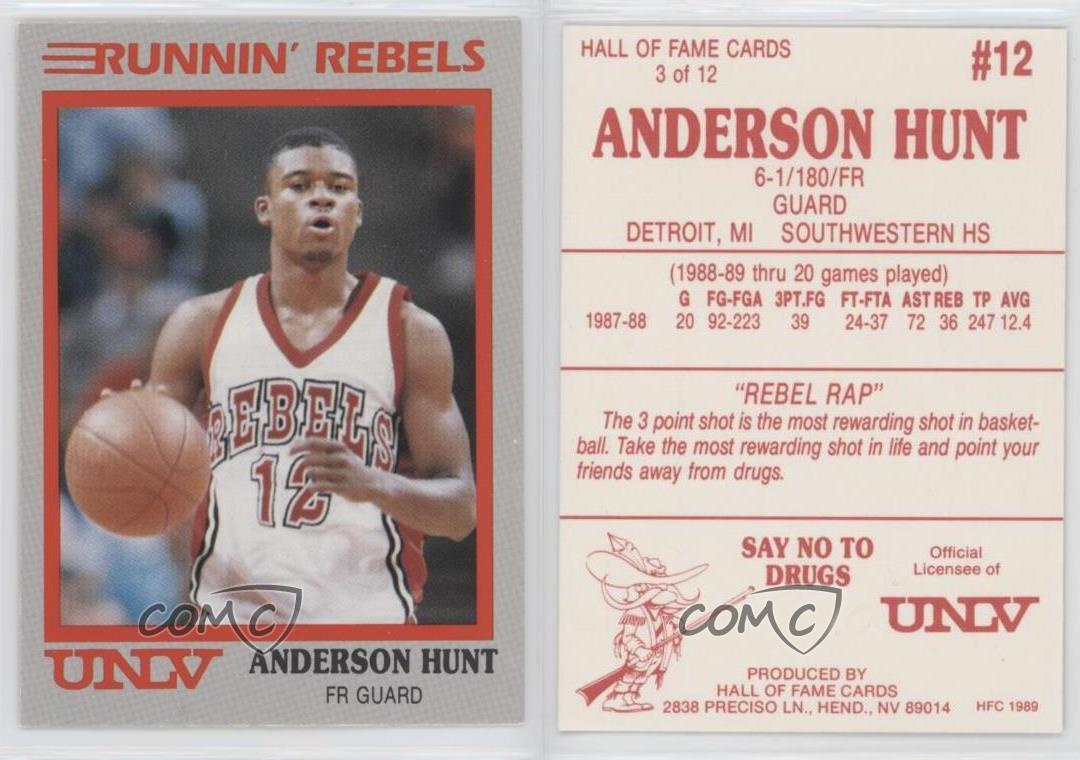 RUNNIN' REBELS
REBELS
12
UNLV
ANDERSON HUNT
FR GUARD
COMC
HALL OF FAME CARDS
3 of 12
#12
ANDERSON HUNT
6-1/180/FR
GUARD
DETROIT, MI SOUTHWESTERN HS
(1988-89 thru 20 games played)
G FG-FGA 3PT.FG FT-FTA AST REB TP AVG
1987-88 20 92-223 39 24-37 72 36 247 12.4
"REBEL RAP"
The 3 point shot is the most rewarding shot in basket-
ball. Take the most rewarding shot in life and point your
friends away from drugs.
SAY NO TO
DRUGS
Official
Licensee of
UNLV
COMC
PRODUCED BY
HALL OF FAME CARDS
2838 PRECISO LN., HEND., NV 89014
HFC 1989